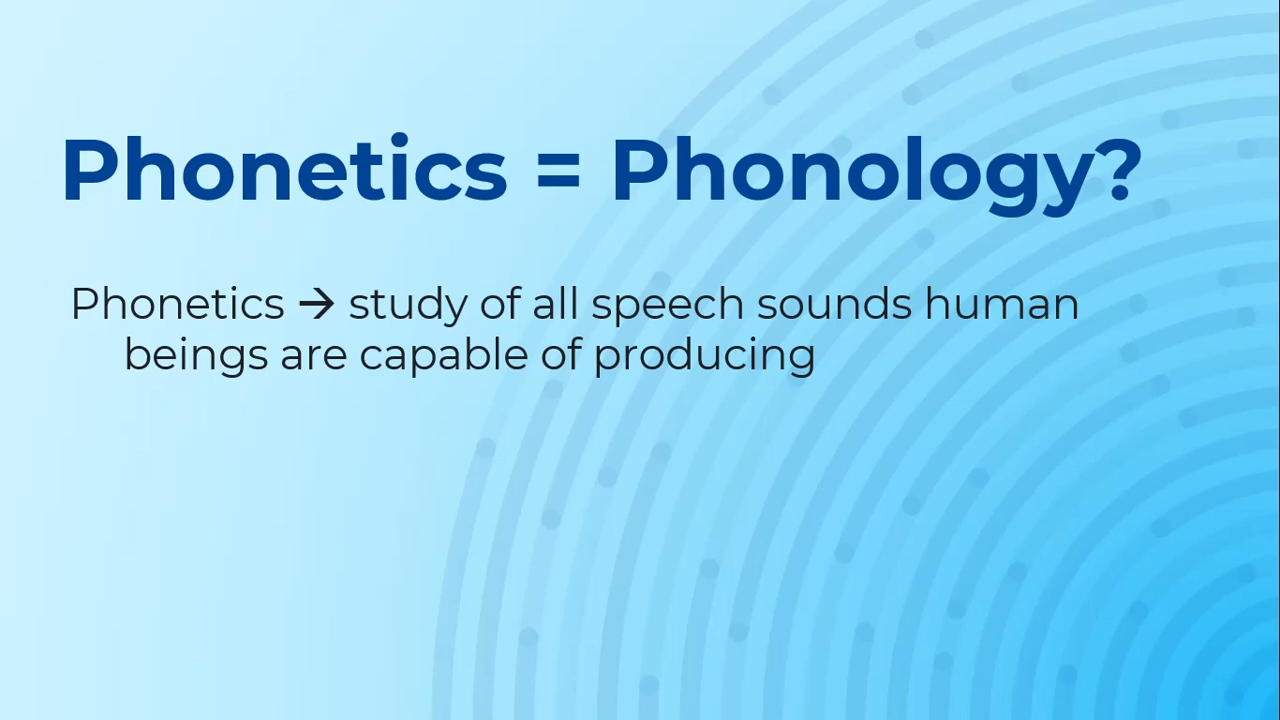 Phonetics = Phonology?
Phonetics → study of all speech sounds human
beings are capable of producing